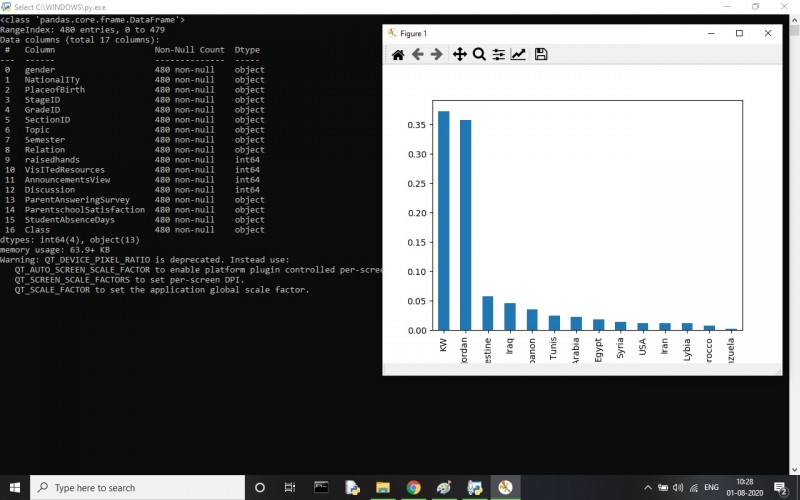 Select C:\WINDOWS\py.exe
<class 'pandas.core.frame.DataFrame'>
RangeIndex: 480 entries, 0 to 479
Data columns (total 17 columns):
# Column Non-Null Count Dtype
--- ------ -------------- -----
0 gender 480 non-null object
1 NationalITy 480 non-null object
2 PlaceofBirth 480 non-null object
3 StageID 480 non-null object
4 GradeID 480 non-null object
5 SectionID 480 non-null object
6 Topic 480 non-null object
7 Semester 480 non-null object
8 Relation 480 non-null object
9 raisedhands 480 non-null int64
10 VisITedResources 480 non-null int64
11 AnnouncementsView 480 non-null int64
12 Discussion 480 non-null int64
13 ParentAnsweringSurvey 480 non-null object
14 ParentschoolSatisfaction 480 non-null object
15 StudentAbsenceDays 480 non-null object
16 Class 480 non-null object
dtypes: int64(4), object(13)
memory usage: 63.9+ KB
Warning: QT_DEVICE_PIXEL_RATIO is deprecated. Instead use:
QT_AUTO_SCREEN_SCALE_FACTOR to enable platform plugin controlled per-scree
QT_SCREEN_SCALE_FACTORS to set per-screen DPI.
QT_SCALE_FACTOR to set the application global scale factor.
Figure 1
0.35
0.30
0.25
0.20
0.15
0.10
0.05
0.00
KW
Jordan
estine
Iraq
banon
Tunis
Arabia
Egypt
Syria
USA
Iran
Lybia
rocco
nzuela
Type here to search
ENG
10:28
01-08-2020
2